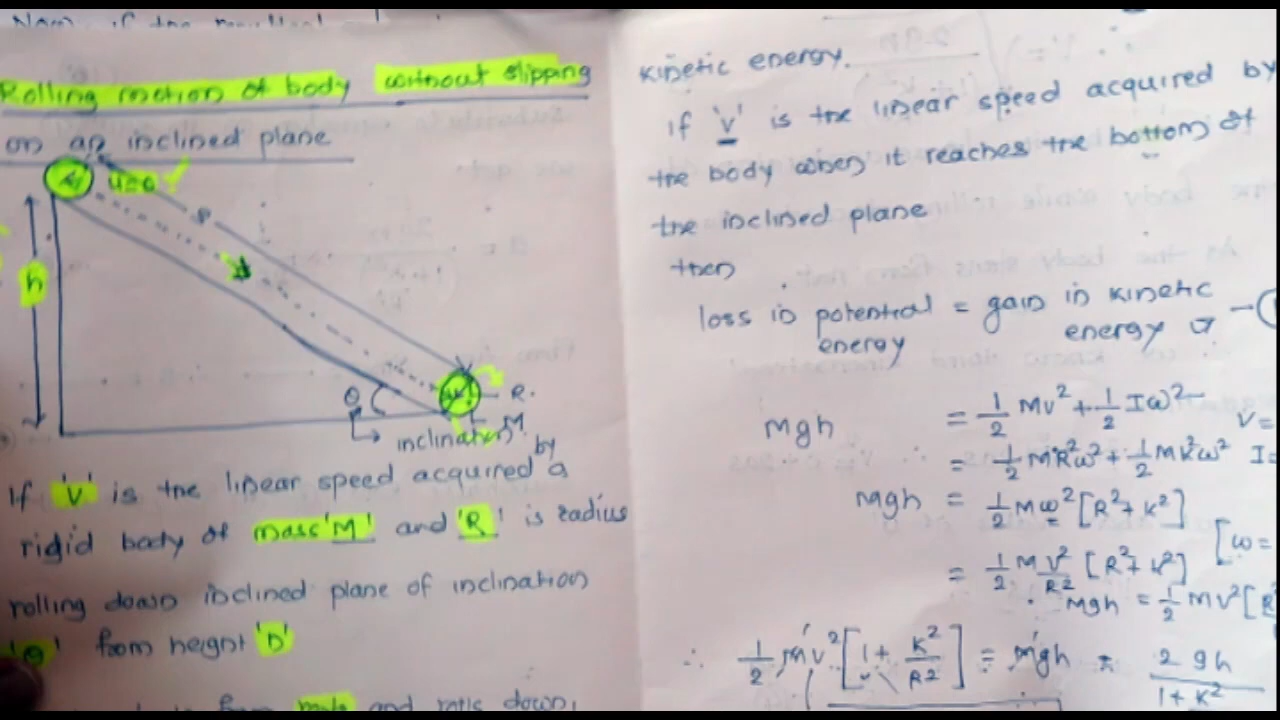 Rolling motion of body without slipping
on an inclined plane
u=0
h
θ
R.
M
inclination
If 'v' is the linear speed acquired by a
rigid body of mass 'M' and 'R' is radius
rolling down inclined plane of inclination
'θ' from height 'h'
and
down,
kinetic energy.
If 'v' is the linear speed acquired by
the body when it reaches the bottom of
the inclined plane
then
loss in potential = gain in kinetic
energy energy
Mgh = 1/2 Mv² + 1/2 Iω² V=
= 1/2 MR²ω² + 1/2 MK²ω² I=
Mgh = 1/2 Mω² [R²+K²]
[ω=
= 1/2 M V²/R² [R²+K²]
Mgh = 1/2 MV² [R
∴ 1/2 Mv² [1 + K²/R²] = Mgh = 2gh/1+K²